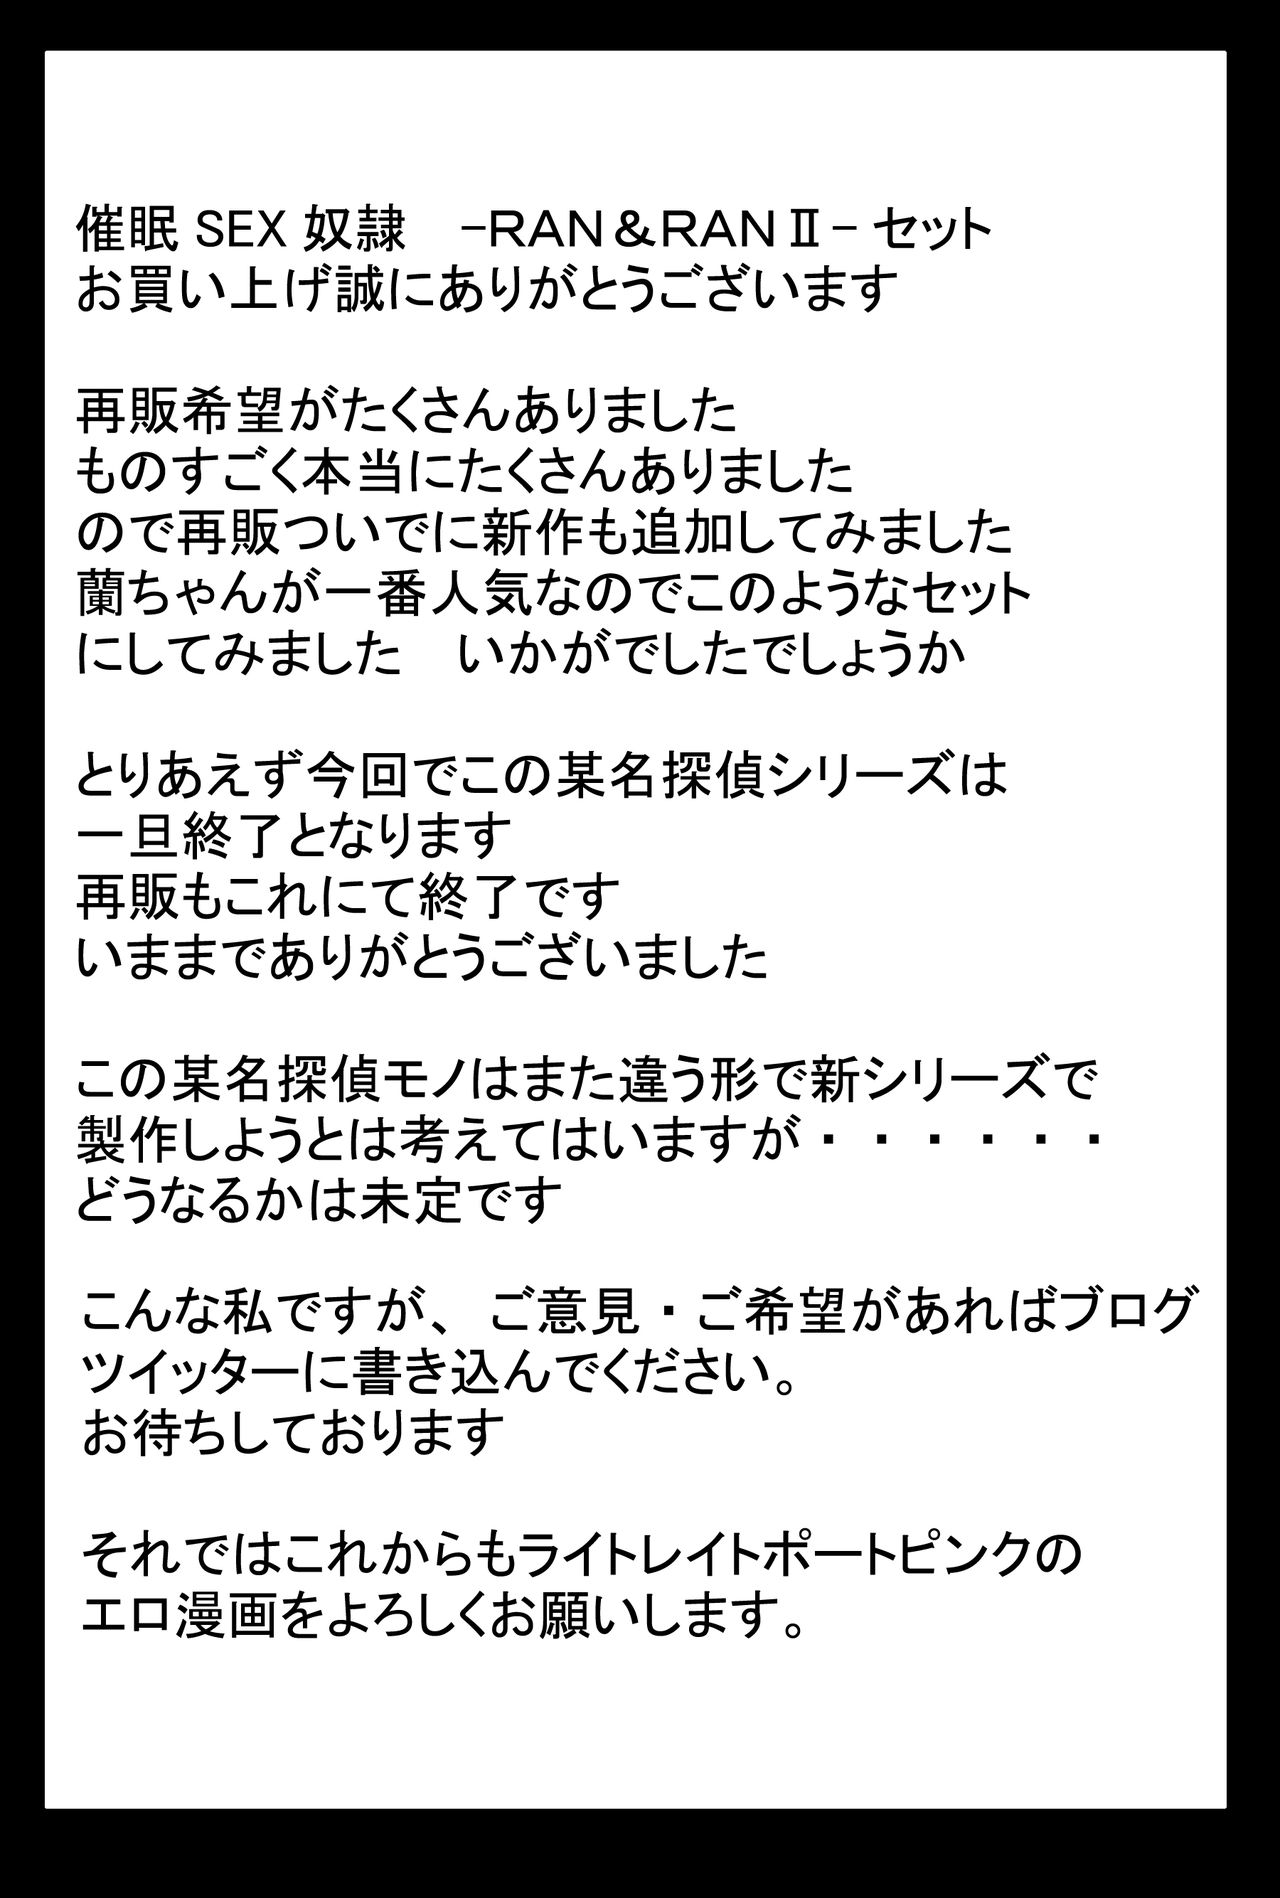 催眠 SEX 奴隷　-RAN＆RANⅡ- セット
お買い上げ誠にありがとうございます
再販希望がたくさんありました
ものすごく本当にたくさんありました
ので再販ついでに新作も追加してみました
蘭ちゃんが一番人気なのでこのようなセット
にしてみました　いかがでしたでしょうか
とりあえず今回でこの某名探偵シリーズは
一旦終了となります
再販もこれにて終了です
いままでありがとうございました
この某名探偵モノはまた違う形で新シリーズで
製作しようとは考えてはいますが・・・・・・
どうなるかは未定です
こんな私ですが、ご意見・ご希望があればブログ
ツイッターに書き込んでください。
お待ちしております
それではこれからもライトレイトポートピンクの
エロ漫画をよろしくお願いします。